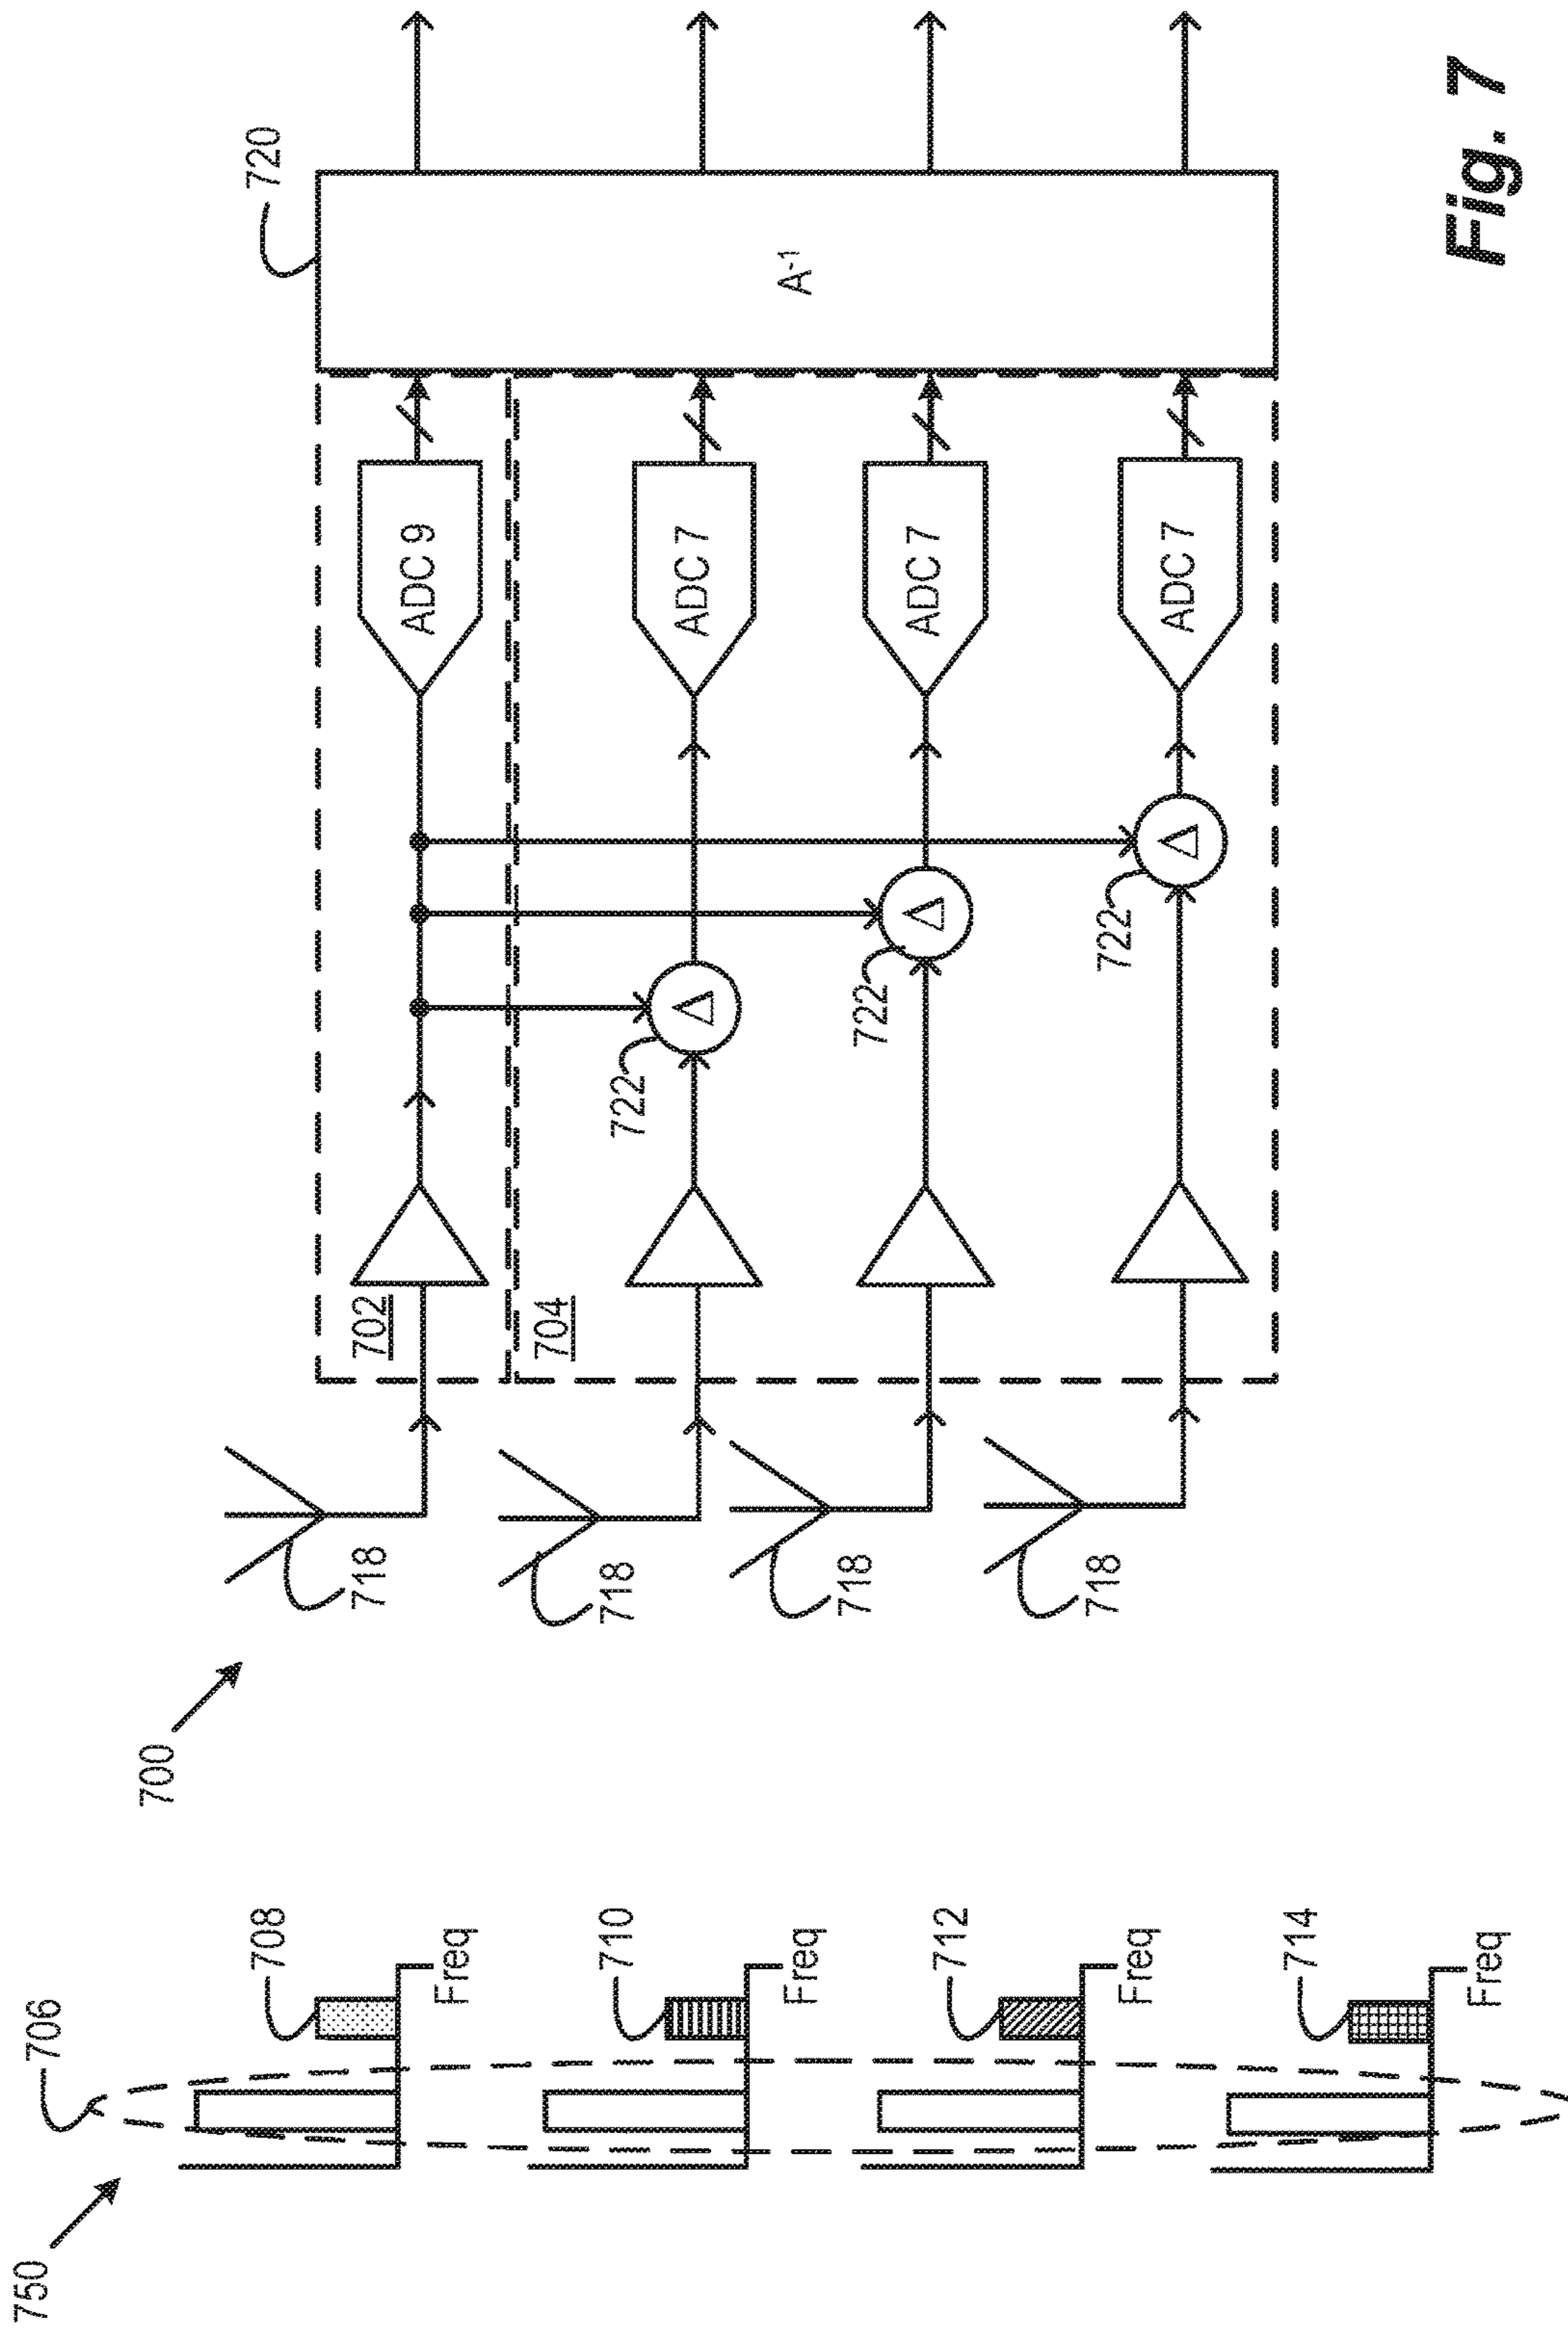 750
706
708
Freq
710
Freq
712
Freq
714
Freq
700
718
718
718
718
702
704
722
722
722
ADC 9
ADC 7
ADC 7
ADC 7
720
A⁻¹
Δ
Δ
Δ
Fig. 7